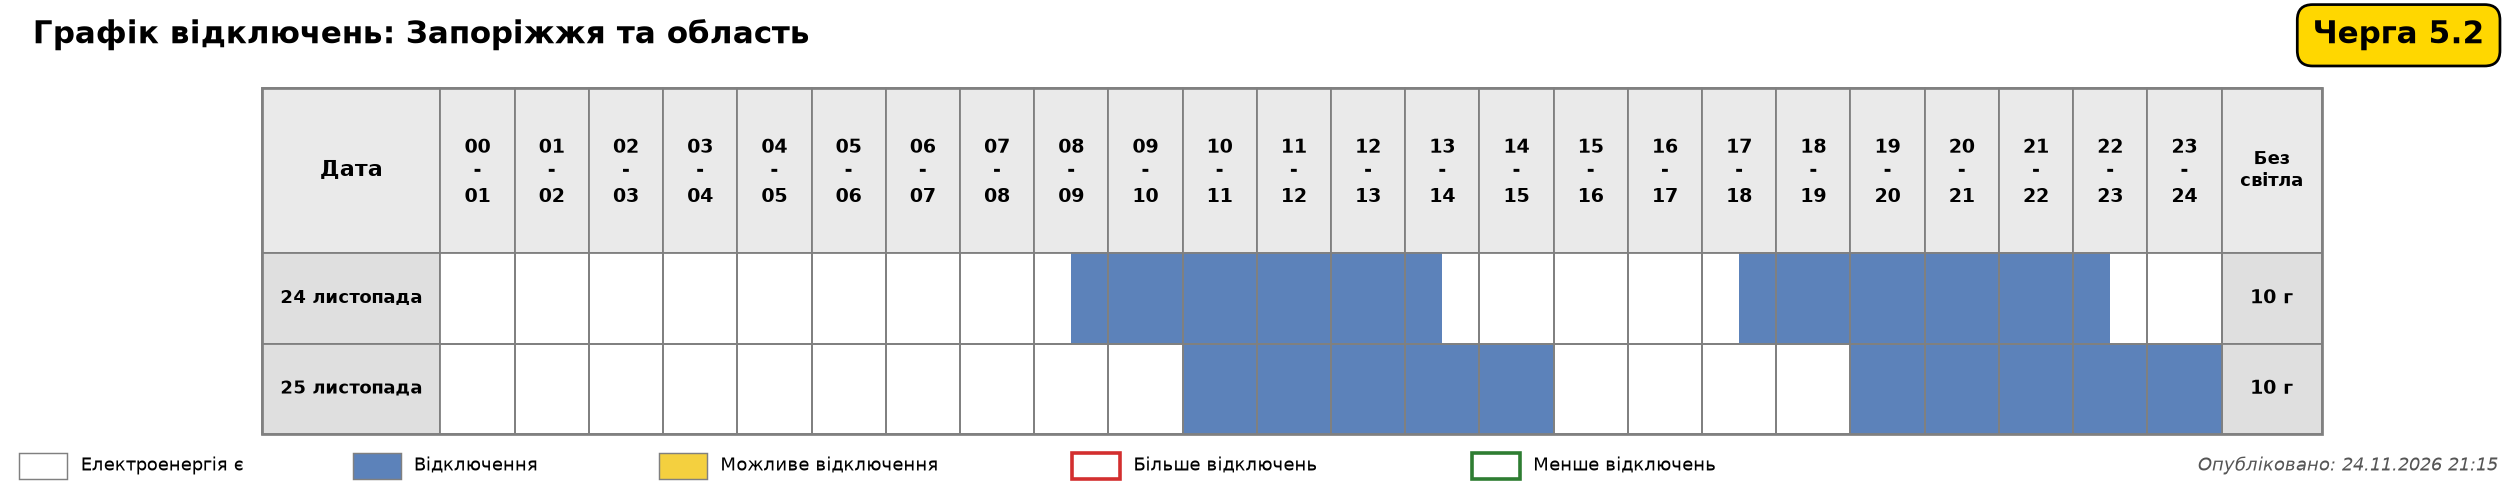 Графік відключень: Запоріжжя та область
Черга 5.2
Дата
00 - 01
01 - 02
02 - 03
03 - 04
04 - 05
05 - 06
06 - 07
07 - 08
08 - 09
09 - 10
10 - 11
11 - 12
12 - 13
13 - 14
14 - 15
15 - 16
16 - 17
17 - 18
18 - 19
19 - 20
20 - 21
21 - 22
22 - 23
23 - 24
Без
світла
24 листопада
10 г
25 листопада
10 г
Електроенергія є
Відключення
Можливе відключення
Більше відключень
Менше відключень
Опубліковано: 24.11.2026 21:15